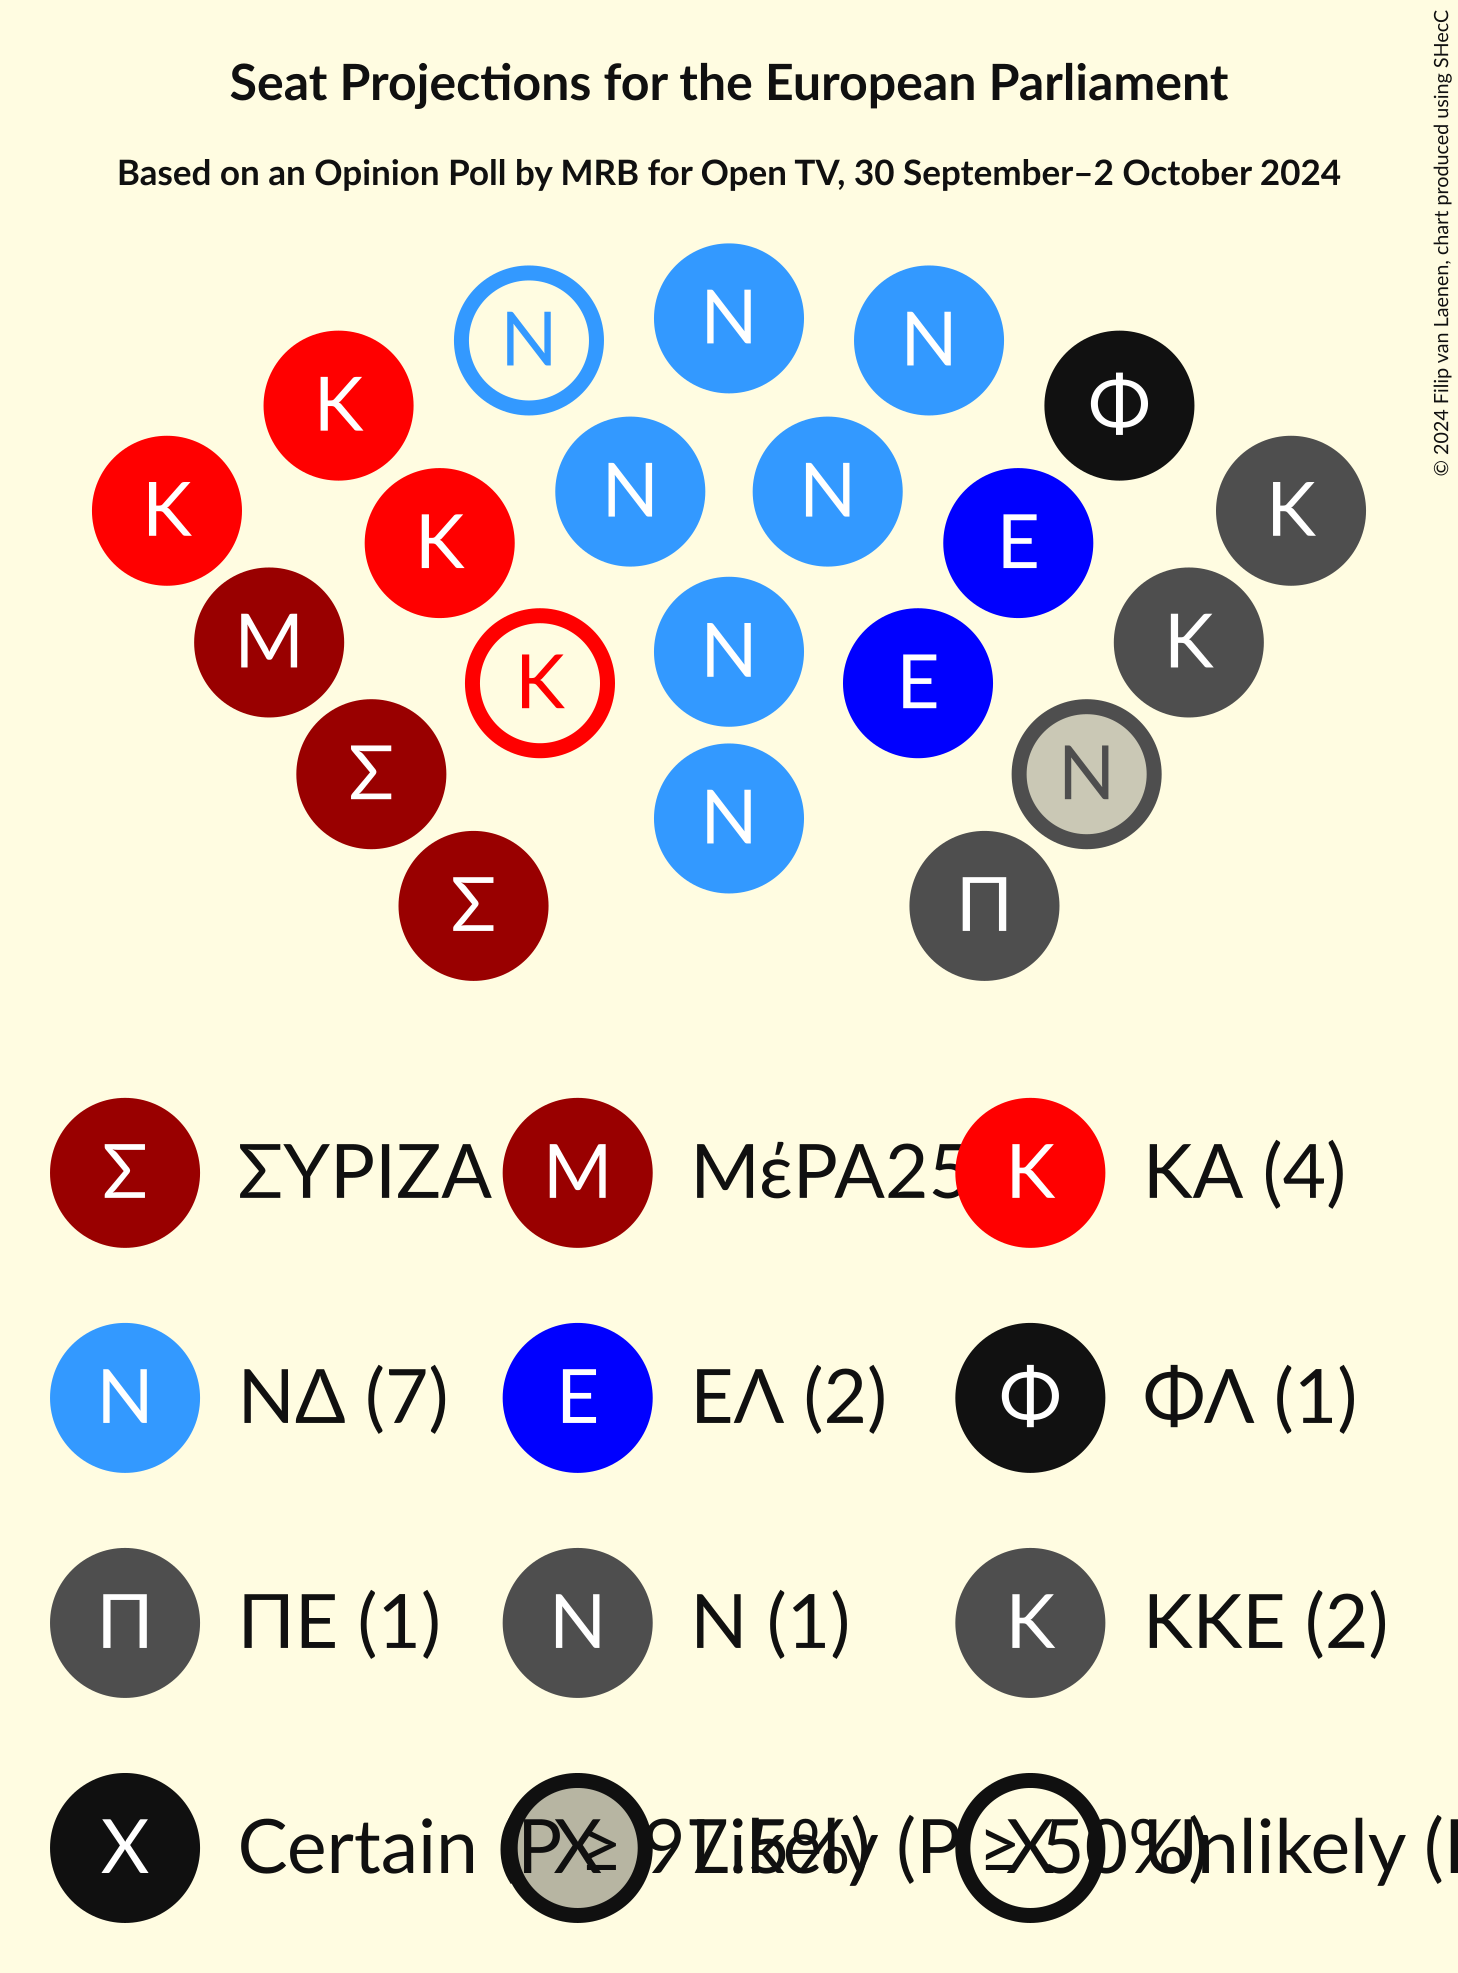 Seat Projections for the European Parliament
Based on an Opinion Poll by MRB for Open TV, 30 September–2 October 2024
© 2024 Filip van Laenen, chart produced using SHecC
Ν Ν Ν
Κ Φ
Κ Κ Ν Ν Ε Κ
Μ Κ Ν Ε Κ
Σ Ν Ν
Σ Π
Σ ΣΥΡΙΖΑ Μ ΜέΡΑ25 Κ ΚΑ (4)
Ν ΝΔ (7) Ε ΕΛ (2) Φ ΦΛ (1)
Π ΠΕ (1) Ν Ν (1) Κ ΚΚΕ (2)
X Certain (P ≥ 97.5%) X Likely (P ≥ 50%) X Unlikely (